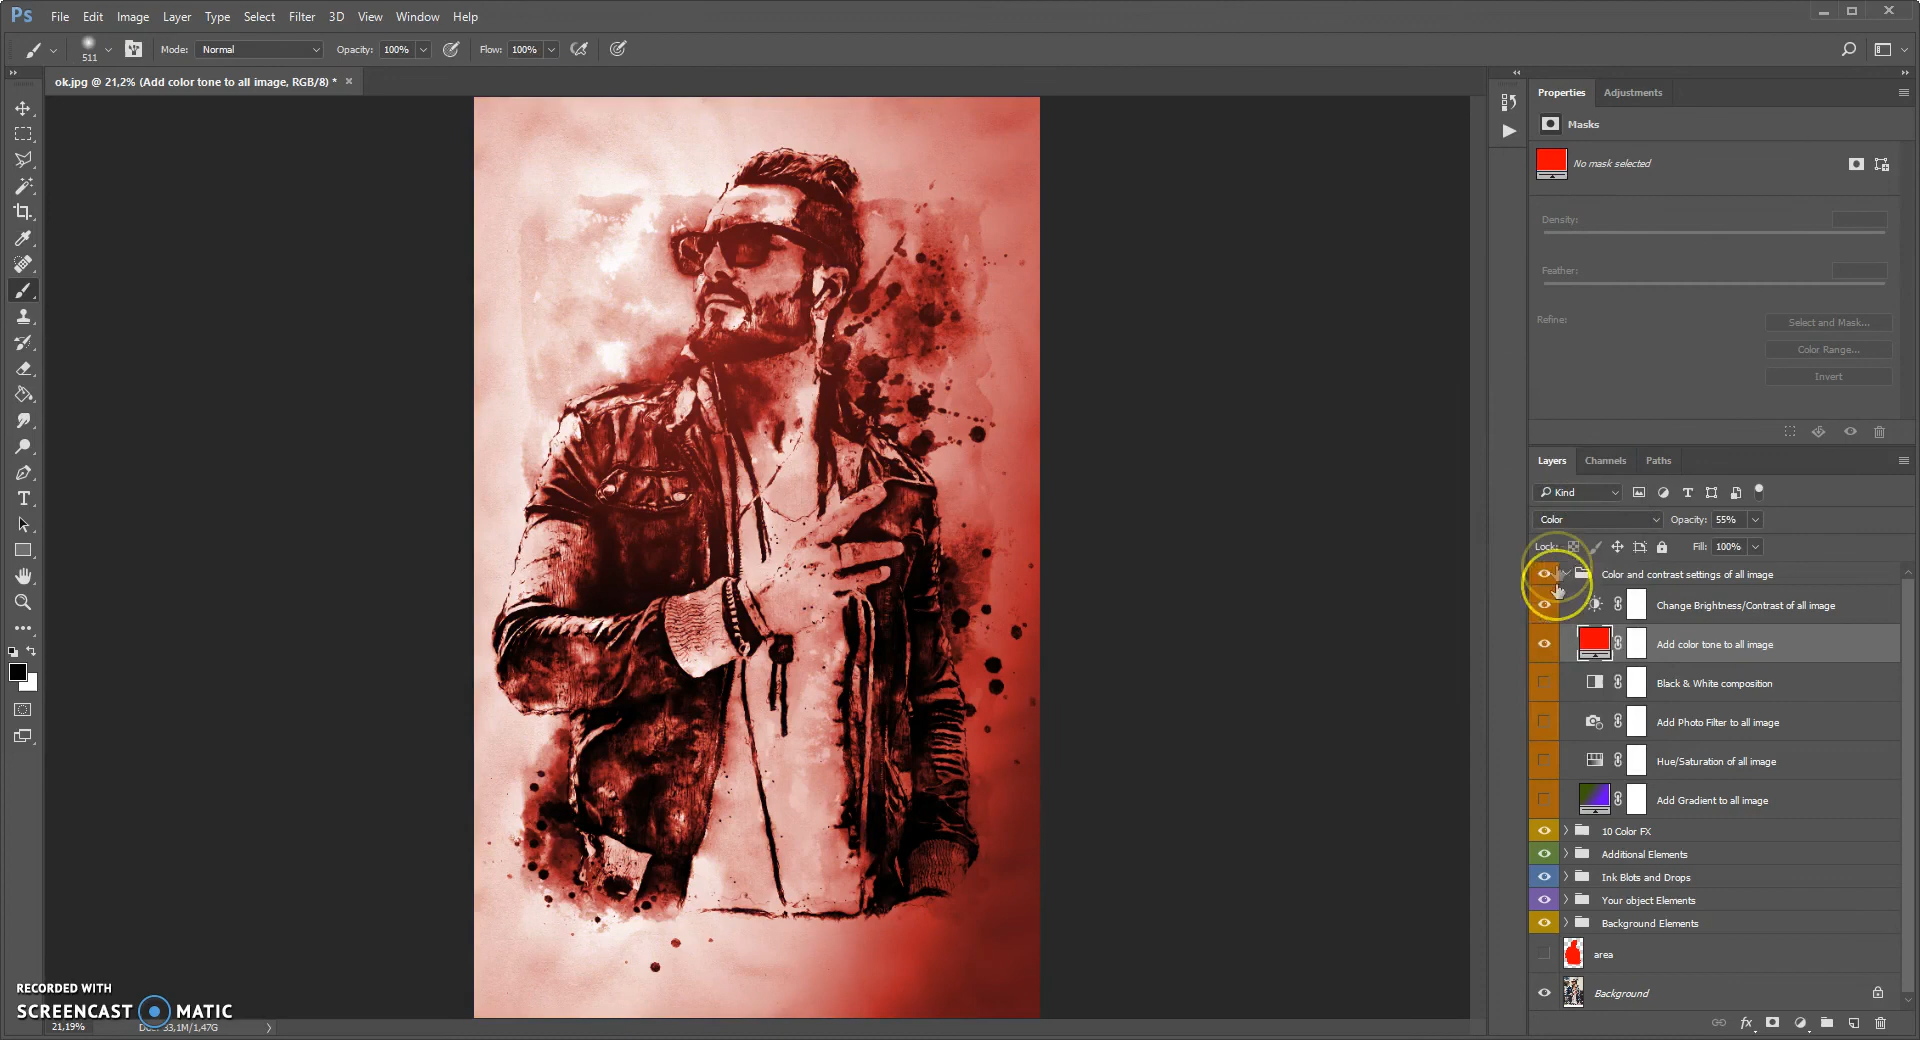 Ps File Edit Image Layer Type Select Filter 3D View Window Help
511 Mode: Normal Opacity: 100% Flow: 100%
ok.jpg @ 21,2% (Add color tone to all image, RGB/8) *
Properties Adjustments
Masks
No mask selected
Density:
Feather:
Refine:
Select and Mask...
Color Range...
Invert
Layers Channels Paths
Kind
Color Opacity: 55%
Lock: Fill: 100%
Color and contrast settings of all image
Change Brightness/Contrast of all image
Add color tone to all image
Black & White composition
Add Photo Filter to all image
Hue/Saturation of all image
Add Gradient to all image
10 Color FX
Additional Elements
Ink Blots and Drops
Your object Elements
Background Elements
area
Background
RECORDED WITH
SCREENCAST MATIC
21,19% 33,1M/1,47G